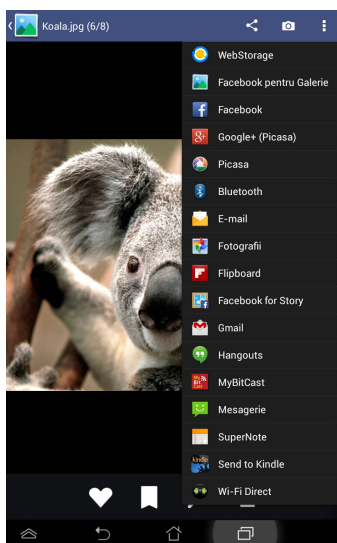 Koala.jpg (6/8)
WebStorage
Facebook pentru Galerie
Facebook
Google+ (Picasa)
Picasa
Bluetooth
E-mail
Fotografii
Flipboard
Facebook for Story
Gmail
Hangouts
MyBitCast
Mesagerie
SuperNote
Send to Kindle
Wi-Fi Direct